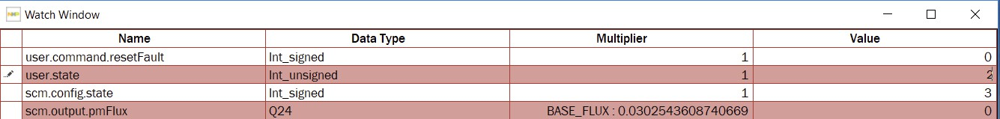 NXP Watch Window
Name Data Type Multiplier Value
user.command.resetFault Int_signed 1 0
user.state Int_unsigned 1 2
scm.config.state Int_signed 1 3
scm.output.pmFlux Q24 BASE_FLUX : 0.0302543608740669 0